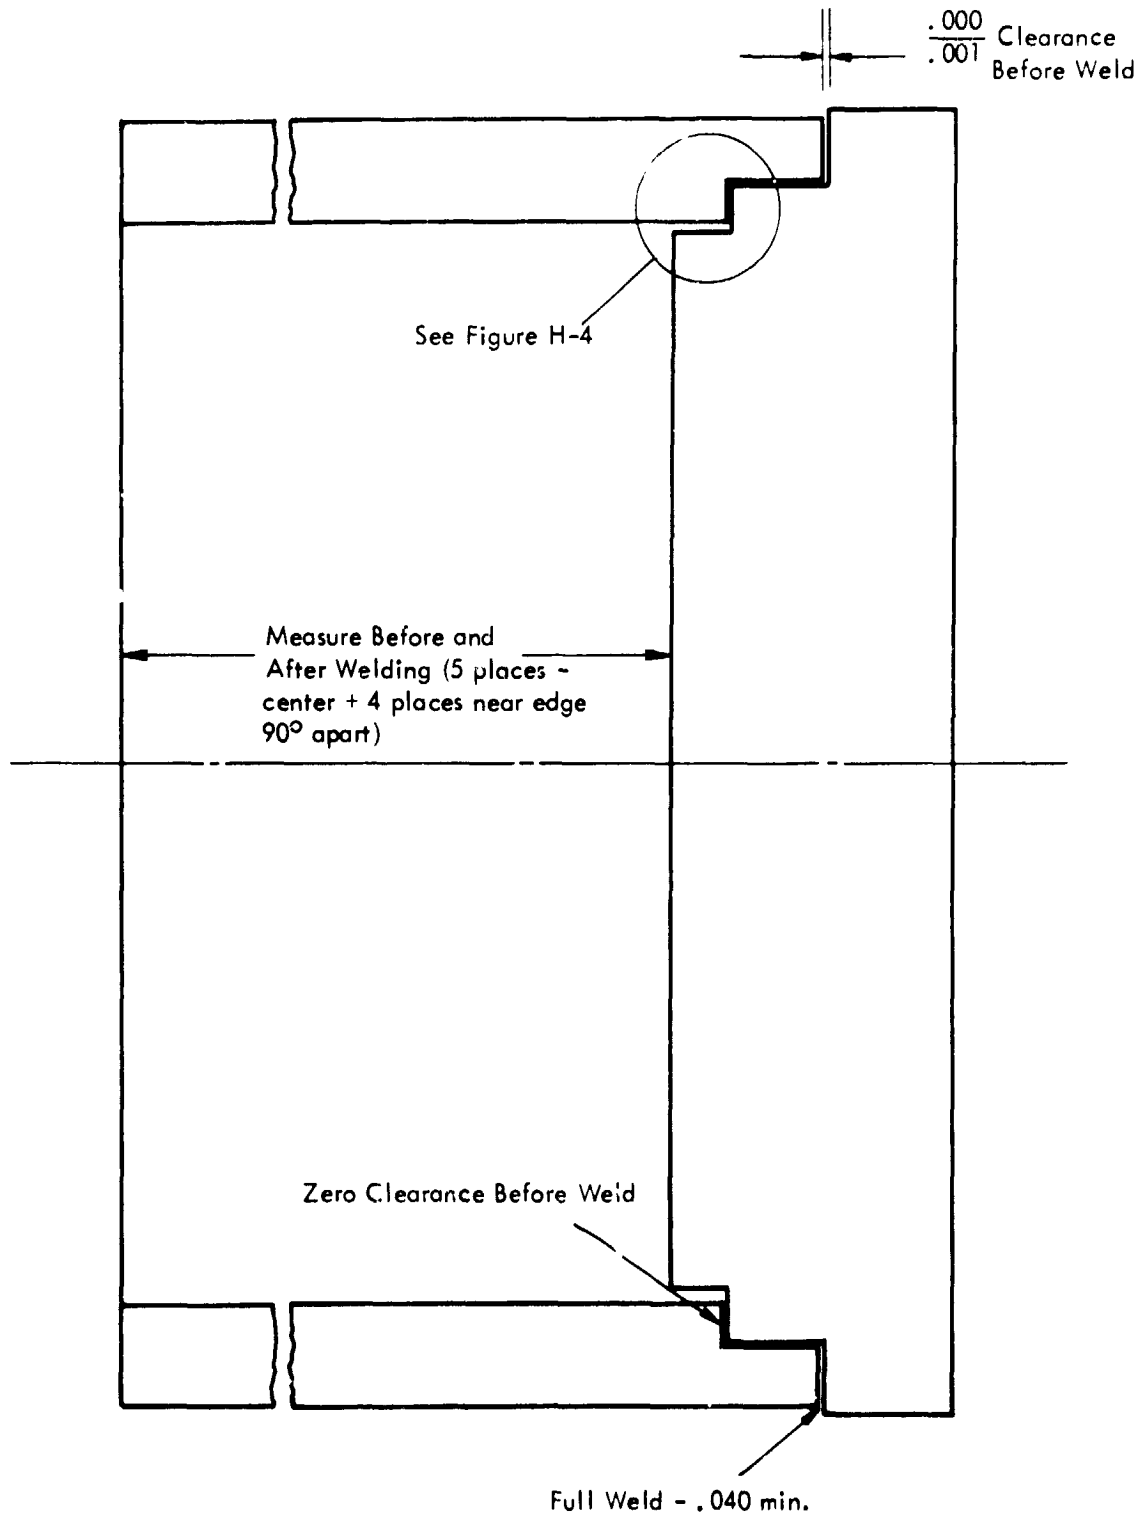 .000
.001 Clearance
Before Weld
See Figure H-4
Measure Before and
After Welding (5 places -
center + 4 places near edge
90° apart)
Zero Clearance Before Weld
Full Weld - .040 min.